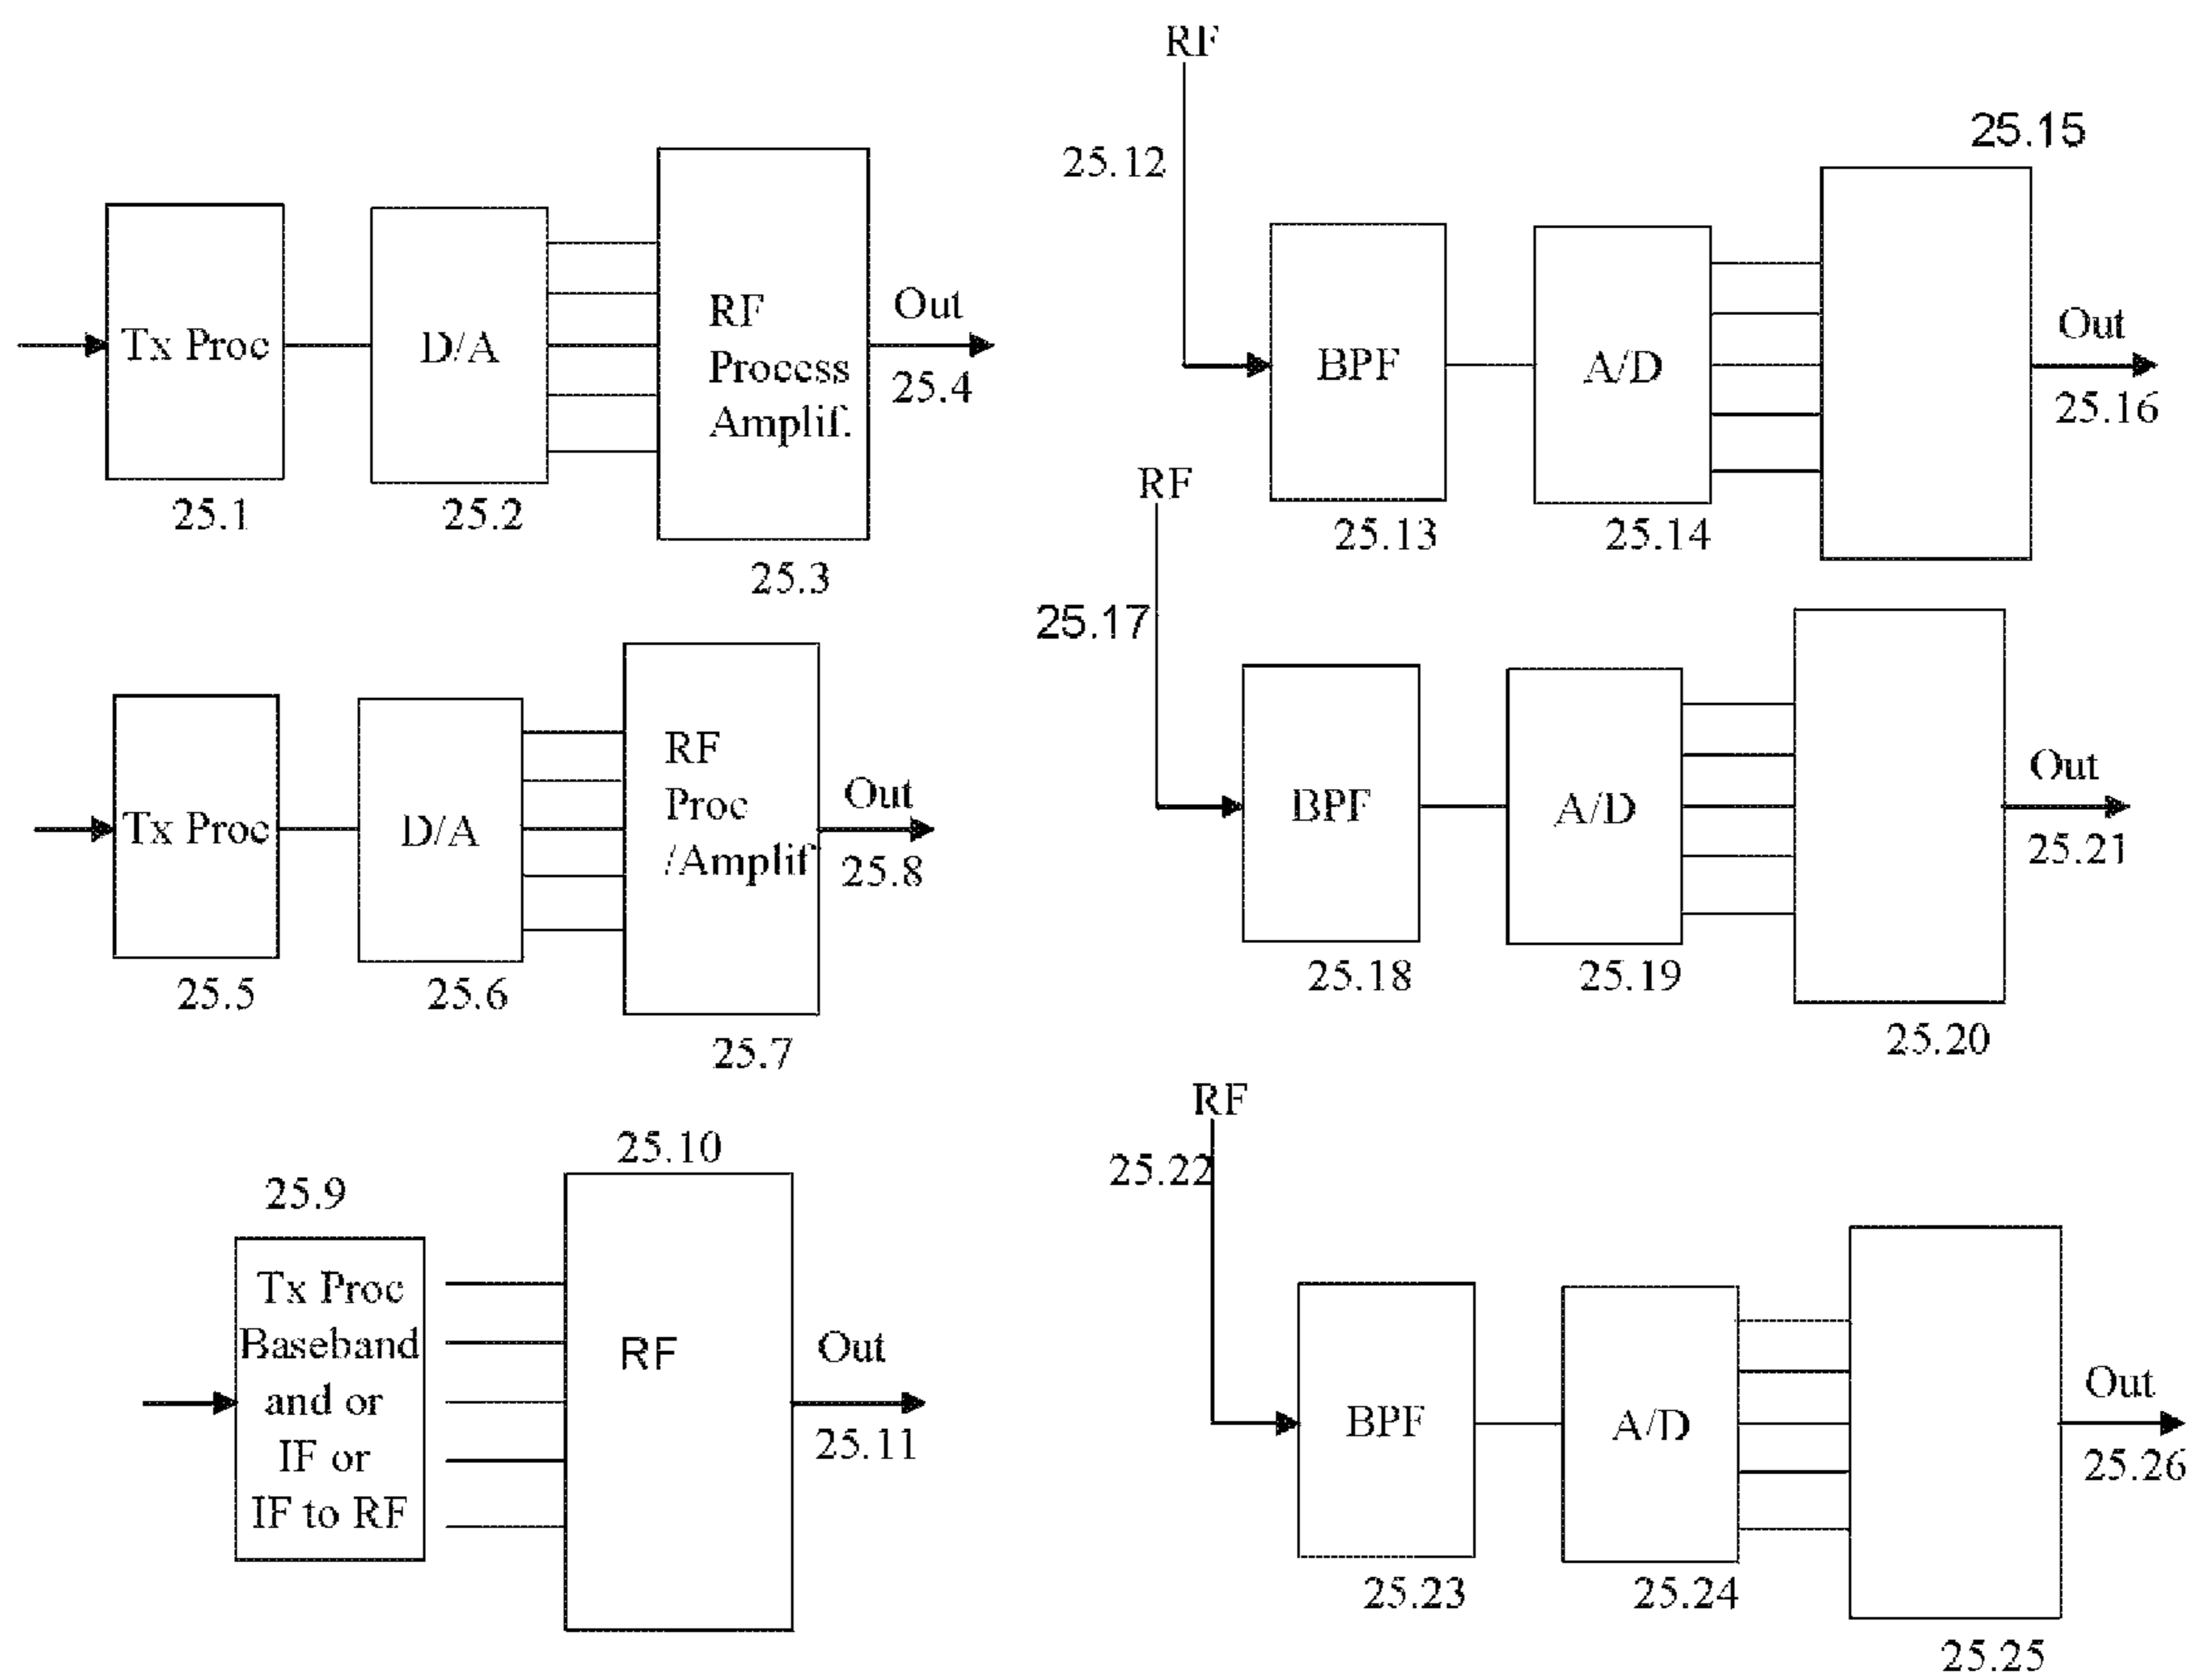 Tx Proc
25.1
D/A
25.2
RF
Process
Amplif.
25.3
Out
25.4
Tx Proc
25.5
D/A
25.6
RF
Proc
/Amplif
25.7
Out
25.8
25.9
Tx Proc
Baseband
and or
IF or
IF to RF
25.10
RF
Out
25.11
RF
25.12
BPF
25.13
A/D
25.14
25.15
Out
25.16
RF
25.17
BPF
25.18
A/D
25.19
25.20
Out
25.21
RF
25.22
BPF
25.23
A/D
25.24
25.25
Out
25.26